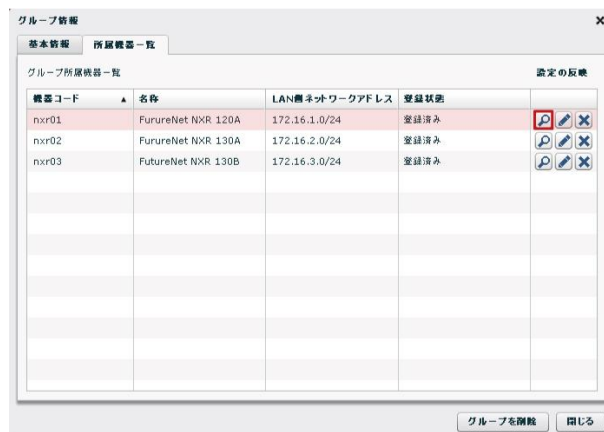 グループ情報
基本情報 所属機器一覧
グループ所属機器一覧 設定の反映
機器コード ▲ 名称 LAN側ネットワークアドレス 登録状態
nxr01 FurureNet NXR 120A 172.16.1.0/24 登録済み
nxr02 FurureNet NXR 130A 172.16.2.0/24 登録済み
nxr03 FutureNet NXR 130B 172.16.3.0/24 登録済み
グループを削除 閉じる